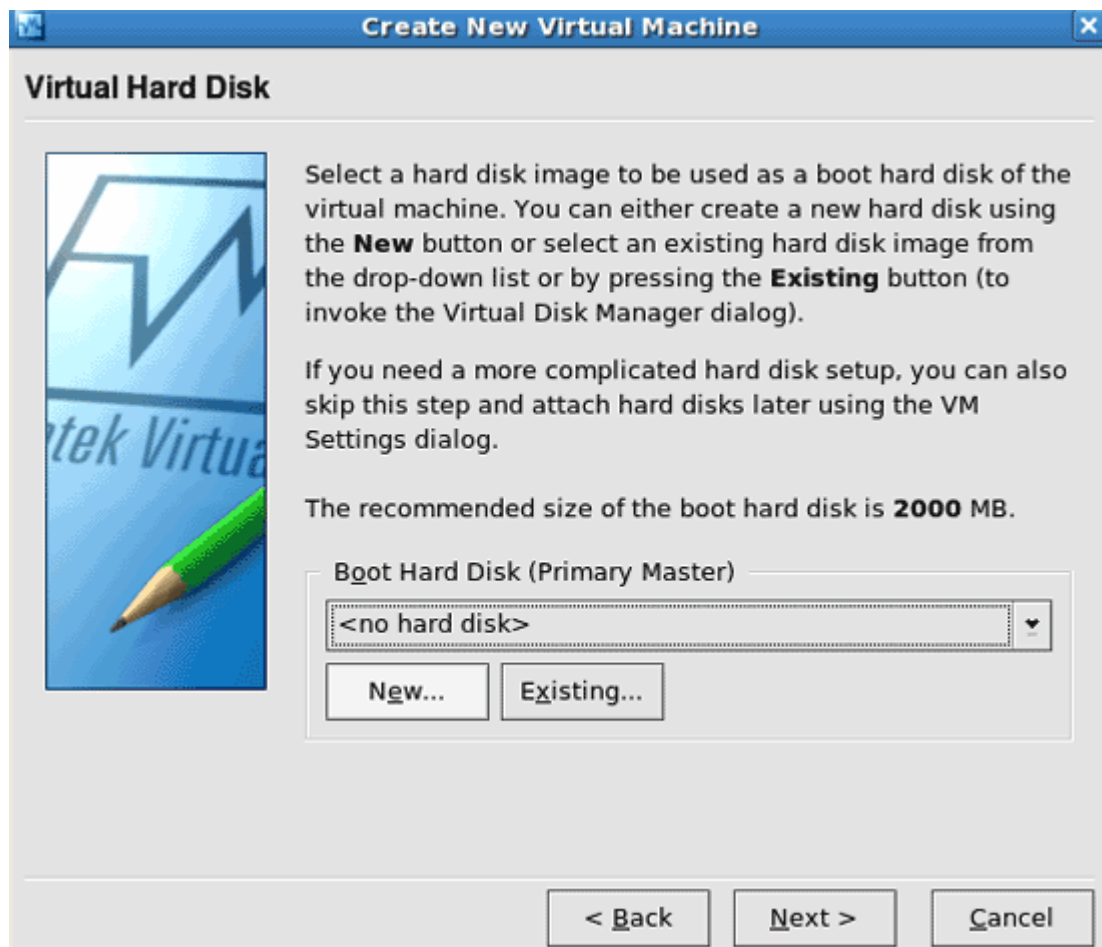 Create New Virtual Machine
Virtual Hard Disk
Select a hard disk image to be used as a boot hard disk of the
virtual machine. You can either create a new hard disk using
the New button or select an existing hard disk image from
the drop-down list or by pressing the Existing button (to
invoke the Virtual Disk Manager dialog).
If you need a more complicated hard disk setup, you can also
skip this step and attach hard disks later using the VM
Settings dialog.
The recommended size of the boot hard disk is 2000 MB.
Boot Hard Disk (Primary Master)
<no hard disk>
New... Existing...
tek Virtua
< Back Next > Cancel